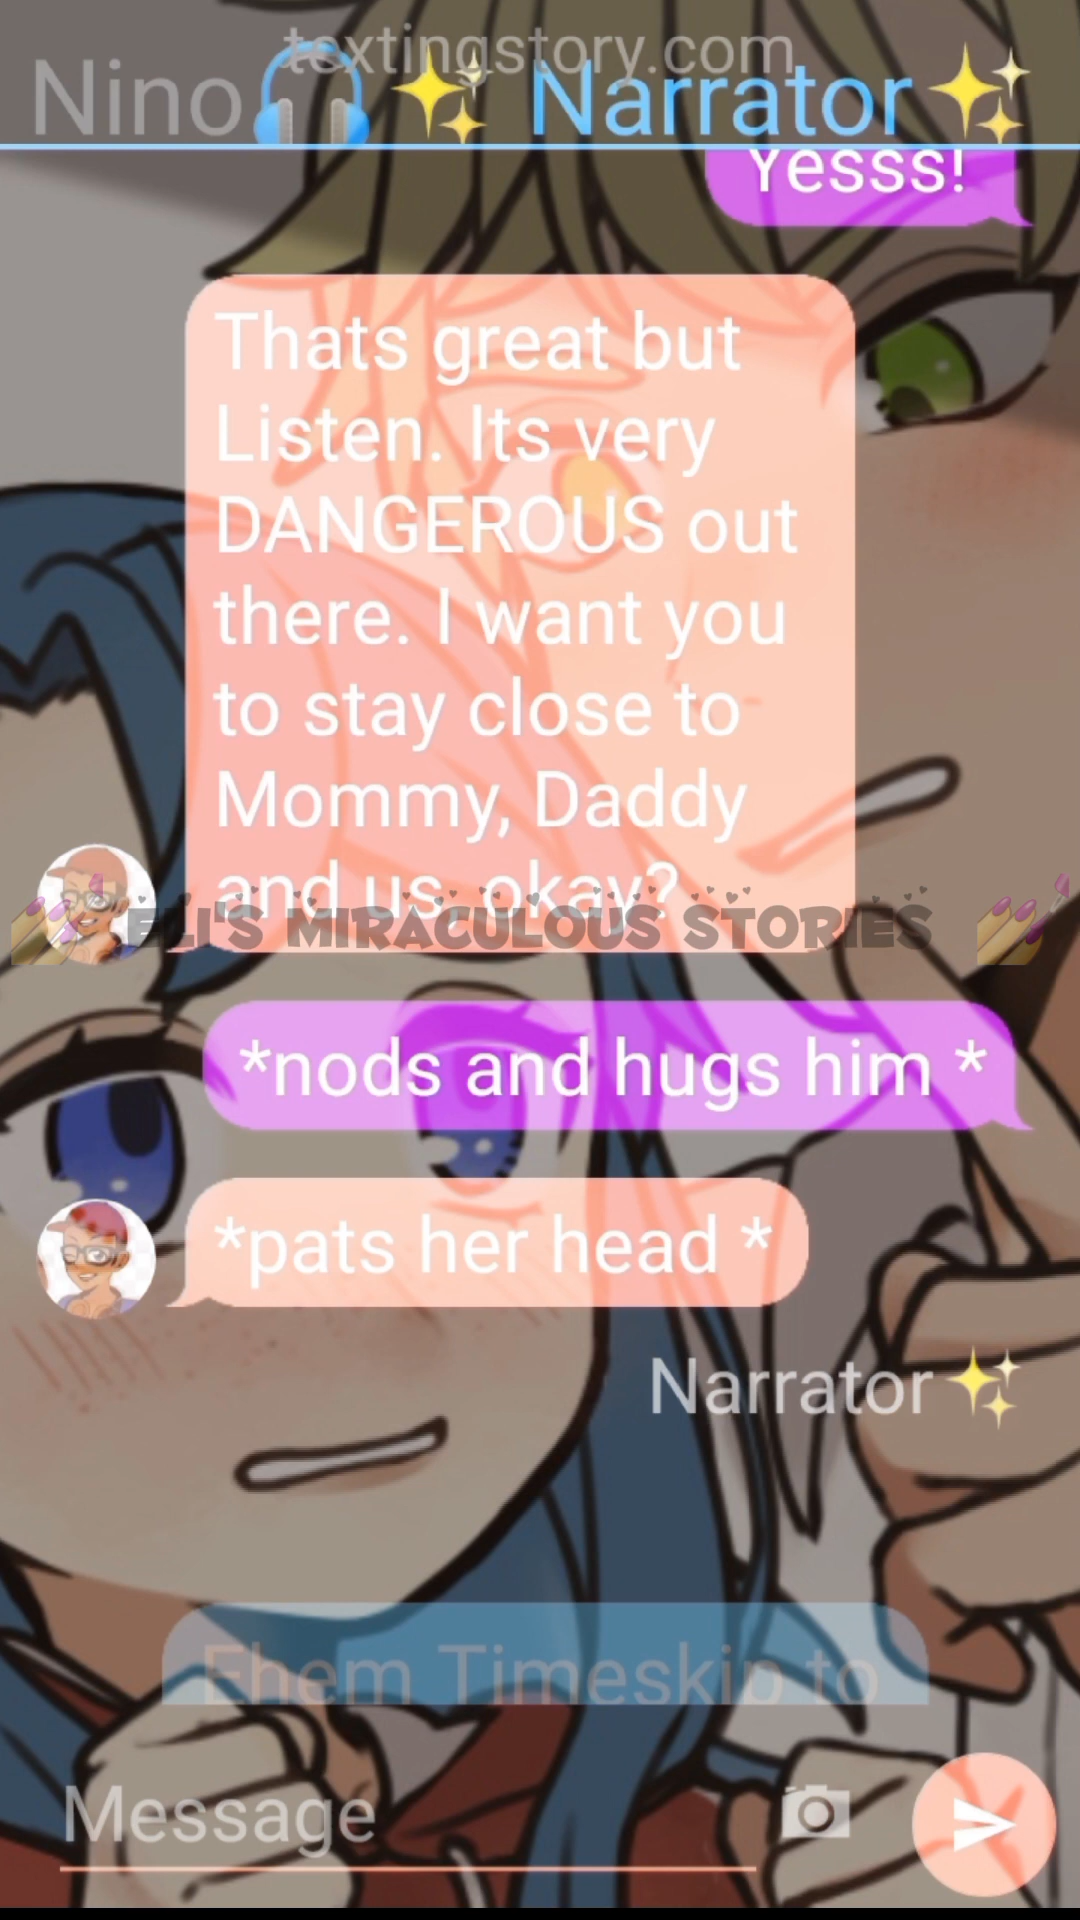 textingstory.com
Nino🎧✨ Narrator✨
Yesss!
Thats great but
Listen. Its very
DANGEROUS out
there. I want you
to stay close to
Mommy, Daddy
and us, okay?
💅 ELI'S MIRACULOUS STORIES 💅
*nods and hugs him *
*pats her head *
Narrator✨
Ehem Timeskip to
Message